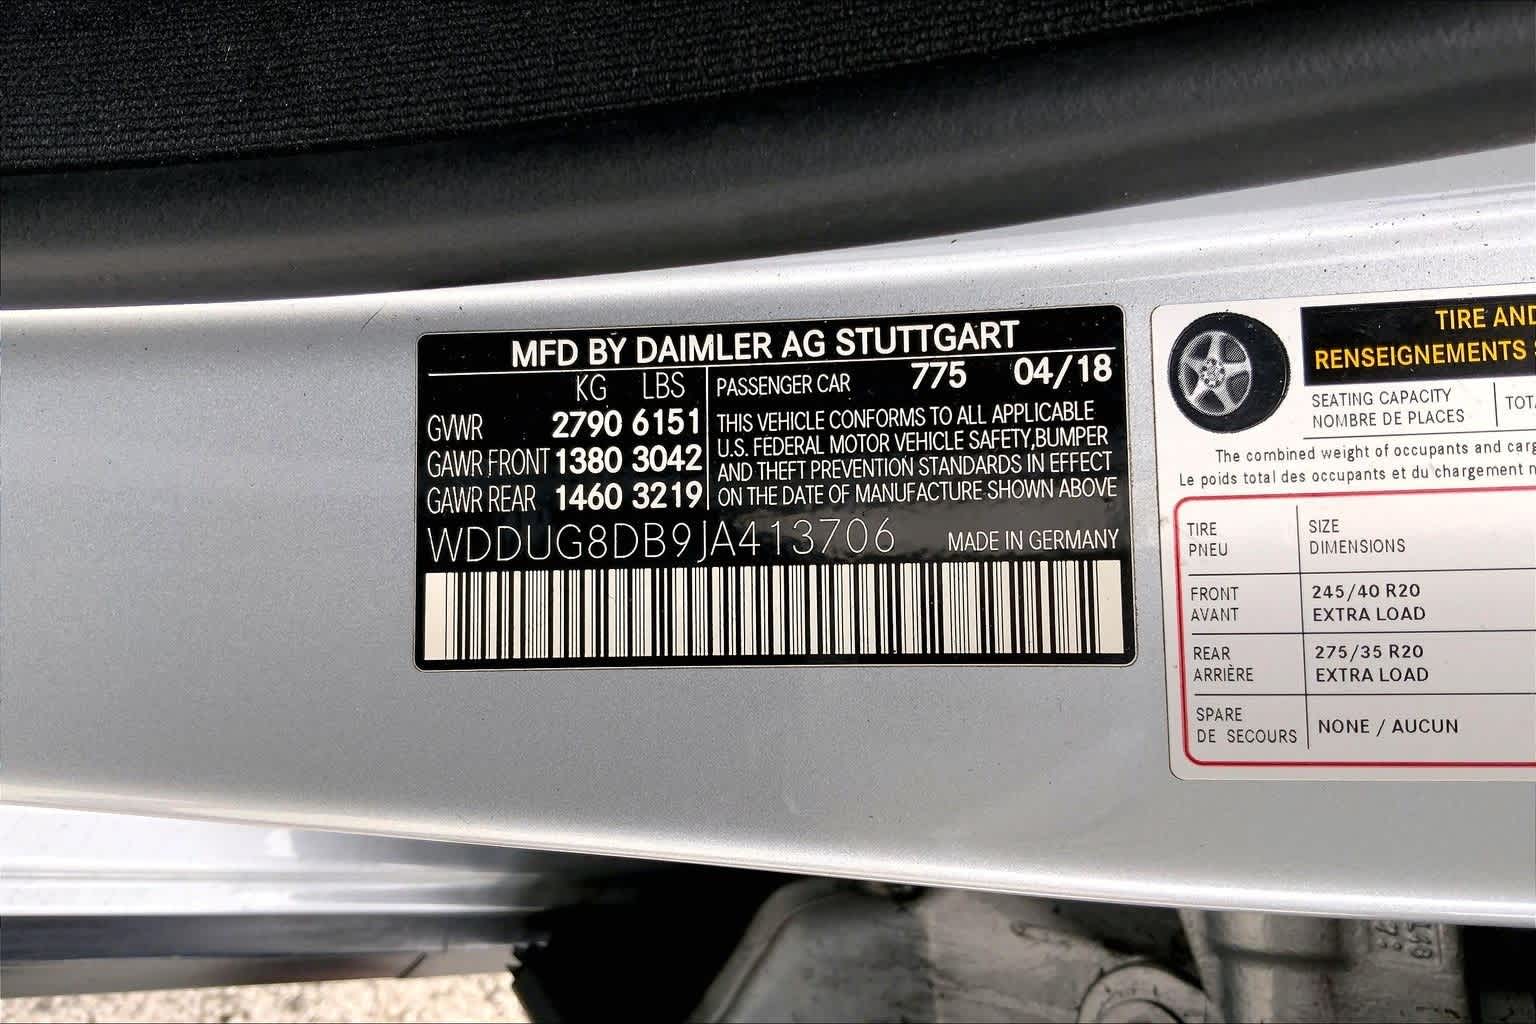 MFD BY DAIMLER AG STUTTGART
KG LBS
GVWR 2790 6151
GAWR FRONT 1380 3042
GAWR REAR 1460 3219
PASSENGER CAR 775 04/18
THIS VEHICLE CONFORMS TO ALL APPLICABLE
U.S. FEDERAL MOTOR VEHICLE SAFETY,BUMPER
AND THEFT PREVENTION STANDARDS IN EFFECT
ON THE DATE OF MANUFACTURE SHOWN ABOVE
WDDUG8DB9JA413706 MADE IN GERMANY
TIRE AND
RENSEIGNEMENTS
SEATING CAPACITY
NOMBRE DE PLACES
The combined weight of occupants and
Le poids total des occupants et du chargement
TIRE SIZE
PNEU DIMENSIONS
FRONT 245/40 R20
AVANT EXTRA LOAD
REAR 275/35 R20
ARRIÈRE EXTRA LOAD
SPARE
DE SECOURS NONE / AUCUN